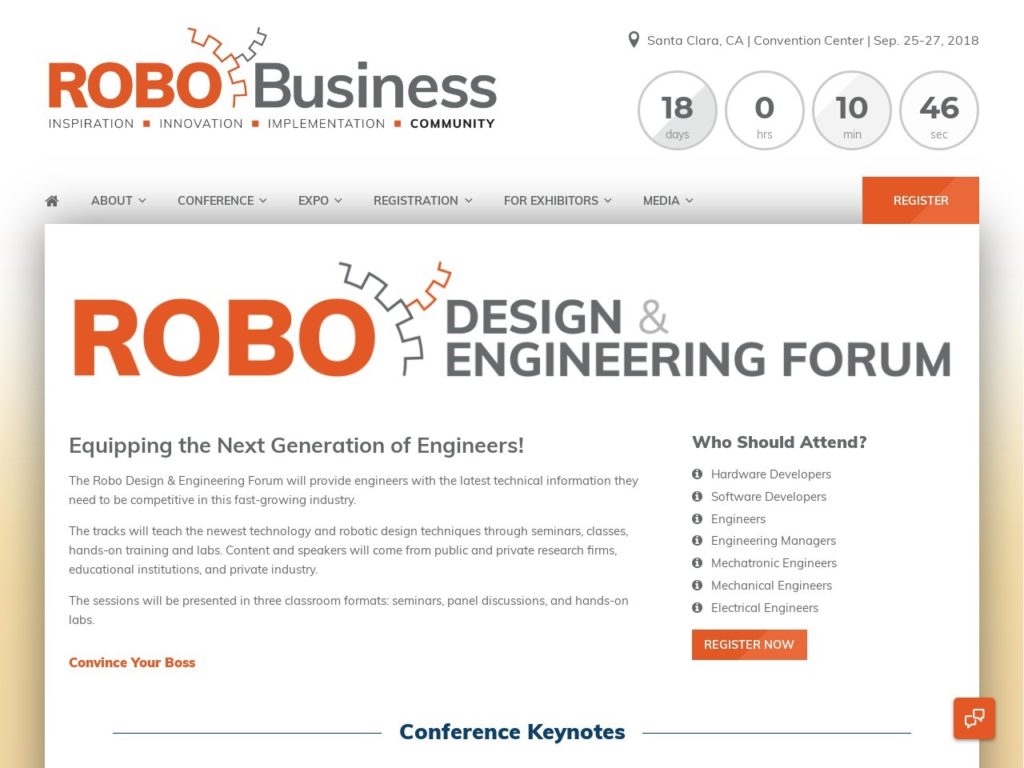 ROBO Business
INSPIRATION ■ INNOVATION ■ IMPLEMENTATION ■ COMMUNITY
Santa Clara, CA | Convention Center | Sep. 25-27, 2018
18 0 10 46
days hrs min sec
ABOUT CONFERENCE EXPO REGISTRATION FOR EXHIBITORS MEDIA REGISTER
ROBO DESIGN &
ENGINEERING FORUM
Equipping the Next Generation of Engineers!
The Robo Design & Engineering Forum will provide engineers with the latest technical information they
need to be competitive in this fast-growing industry.
The tracks will teach the newest technology and robotic design techniques through seminars, classes,
hands-on training and labs. Content and speakers will come from public and private research firms,
educational institutions, and private industry.
The sessions will be presented in three classroom formats: seminars, panel discussions, and hands-on
labs.
Convince Your Boss
Who Should Attend?
Hardware Developers
Software Developers
Engineers
Engineering Managers
Mechatronic Engineers
Mechanical Engineers
Electrical Engineers
REGISTER NOW
Conference Keynotes